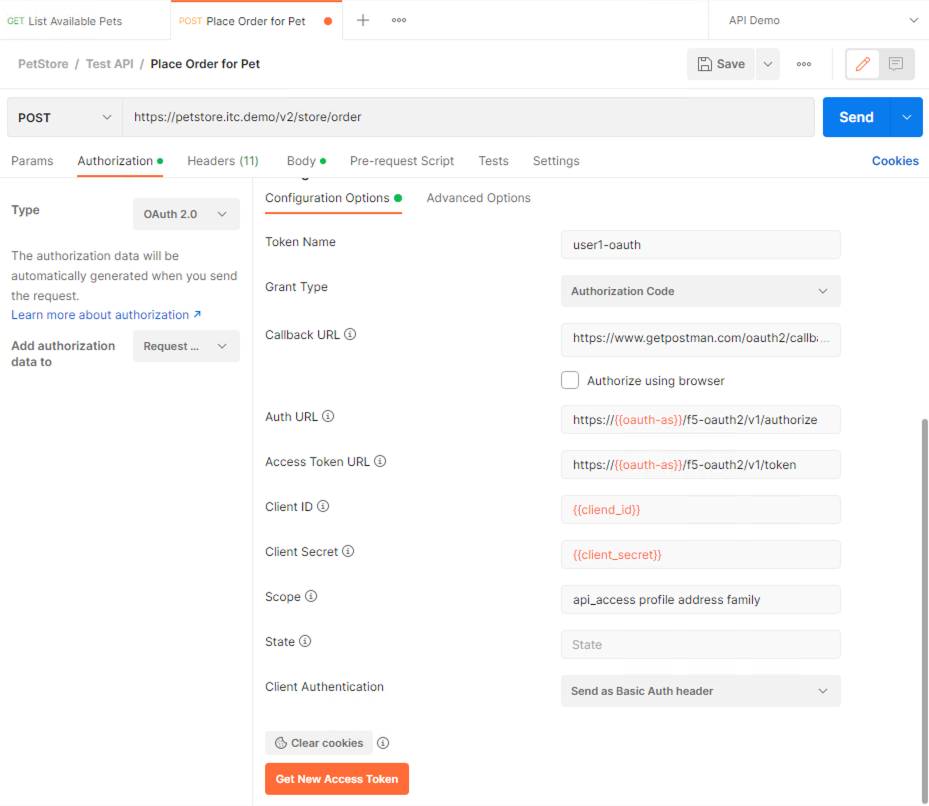 GET List Available Pets
POST Place Order for Pet
API Demo
PetStore / Test API / Place Order for Pet
Save
POST
https://petstore.itc.demo/v2/store/order
Send
Params
Authorization
Headers (11)
Body
Pre-request Script
Tests
Settings
Cookies
Type
OAuth 2.0
The authorization data will be
automatically generated when you send
the request.
Learn more about authorization ↗
Add authorization
data to
Request ...
Configuration Options
Advanced Options
Token Name
user1-oauth
Grant Type
Authorization Code
Callback URL
https://www.getpostman.com/oauth2/callba...
Authorize using browser
Auth URL
https://{{oauth-as}}/f5-oauth2/v1/authorize
Access Token URL
https://{{oauth-as}}/f5-oauth2/v1/token
Client ID
{{cliend_id}}
Client Secret
{{client_secret}}
Scope
api_access profile address family
State
State
Client Authentication
Send as Basic Auth header
Clear cookies
Get New Access Token